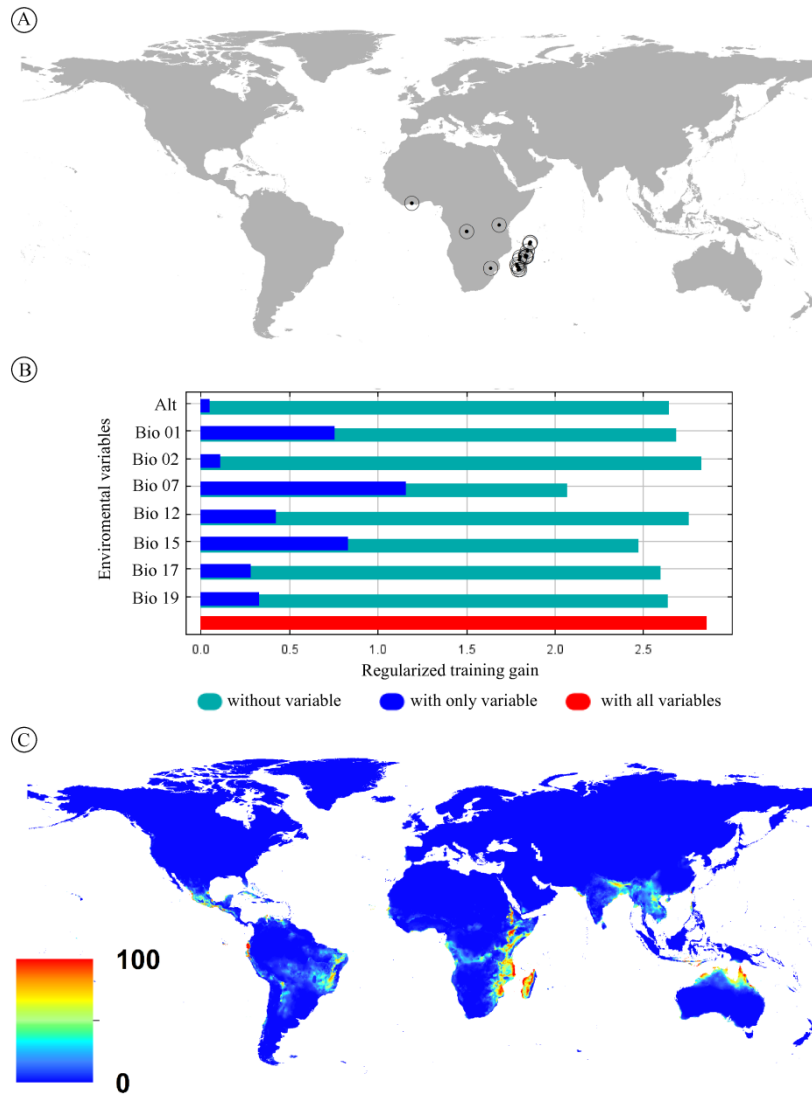 A
B
Enviromental variables
Alt
Bio 01
Bio 02
Bio 07
Bio 12
Bio 15
Bio 17
Bio 19
0.0 0.5 1.0 1.5 2.0 2.5
Regularized training gain
without variable with only variable with all variables
C
100
0